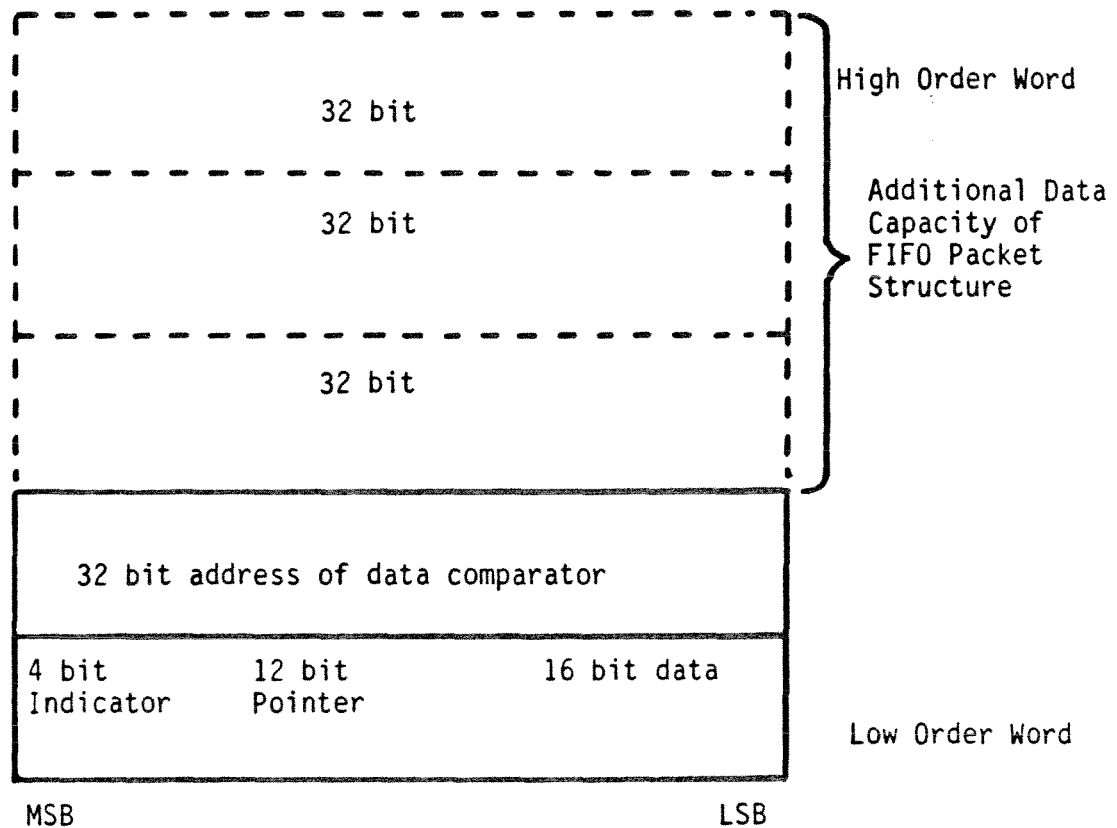 High Order Word
32 bit
Additional Data
Capacity of
FIFO Packet
Structure
32 bit
32 bit
32 bit address of data comparator
4 bit 12 bit 16 bit data
Indicator Pointer
Low Order Word
MSB LSB